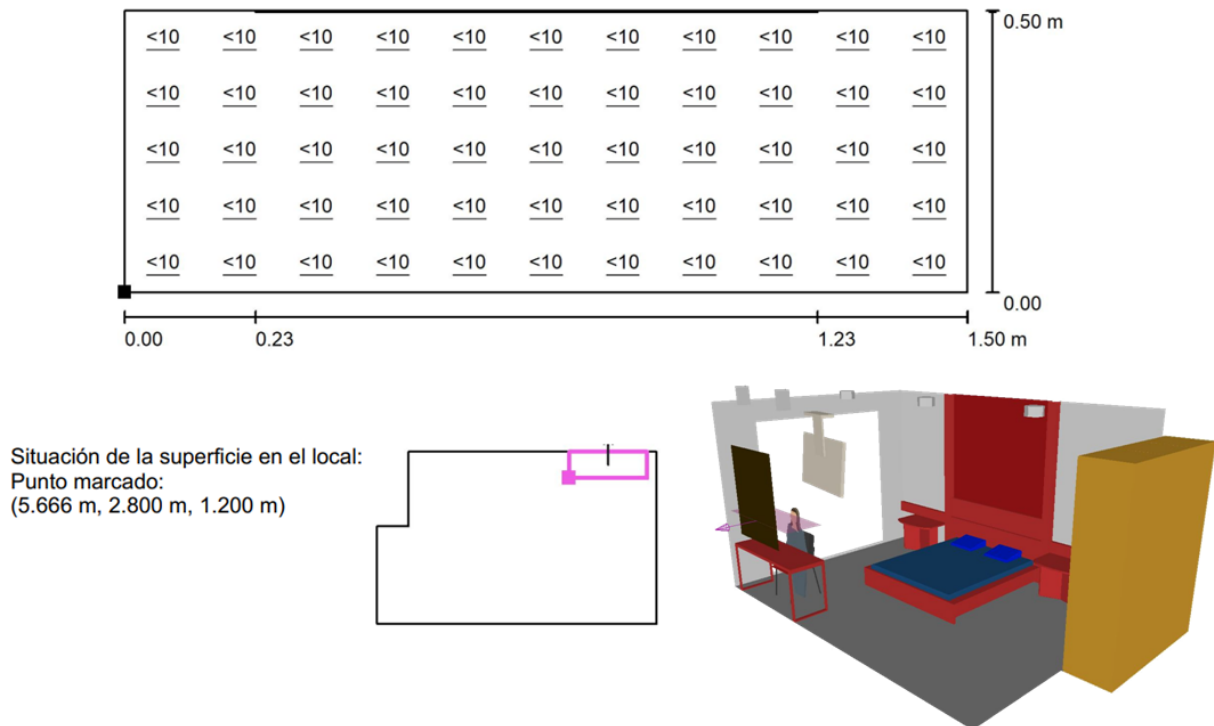 <10 <10 <10 <10 <10 <10 <10 <10 <10 <10 <10
<10 <10 <10 <10 <10 <10 <10 <10 <10 <10 <10
<10 <10 <10 <10 <10 <10 <10 <10 <10 <10 <10
<10 <10 <10 <10 <10 <10 <10 <10 <10 <10 <10
<10 <10 <10 <10 <10 <10 <10 <10 <10 <10 <10
0.50 m
0.00
0.00 0.23 1.23 1.50 m
Situación de la superficie en el local:
Punto marcado:
(5.666 m, 2.800 m, 1.200 m)